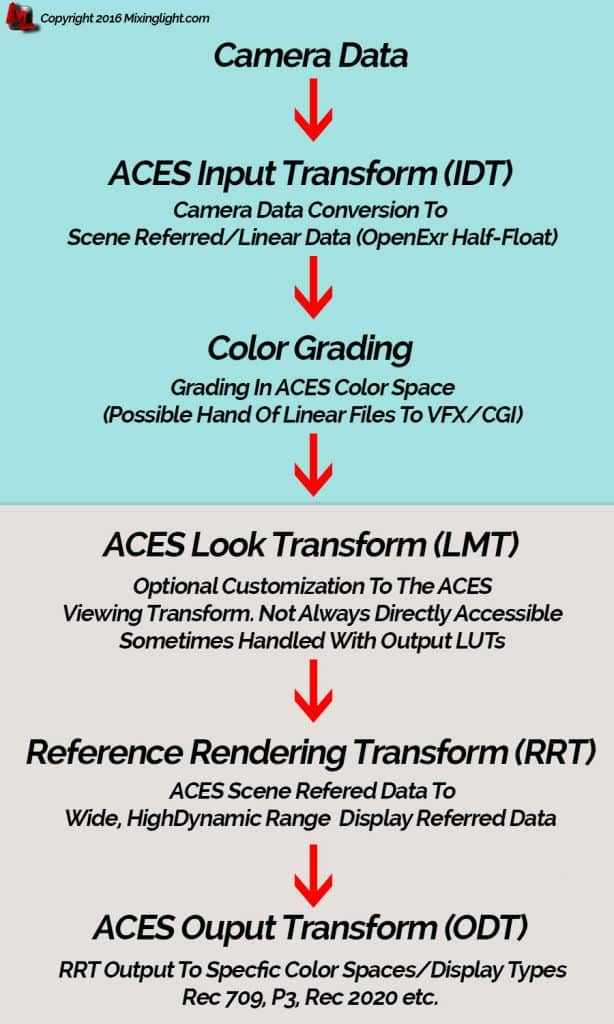 ML Copyright 2016 Mixinglight.com
Camera Data
ACES Input Transform (IDT)
Camera Data Conversion To
Scene Referred/Linear Data (OpenExr Half-Float)
Color Grading
Grading In ACES Color Space
(Possible Hand Of Linear Files To VFX/CGI)
ACES Look Transform (LMT)
Optional Customization To The ACES
Viewing Transform. Not Always Directly Accessible
Sometimes Handled With Output LUTs
Reference Rendering Transform (RRT)
ACES Scene Refered Data To
Wide, HighDynamic Range Display Referred Data
ACES Ouput Transform (ODT)
RRT Output To Specfic Color Spaces/Display Types
Rec 709, P3, Rec 2020 etc.